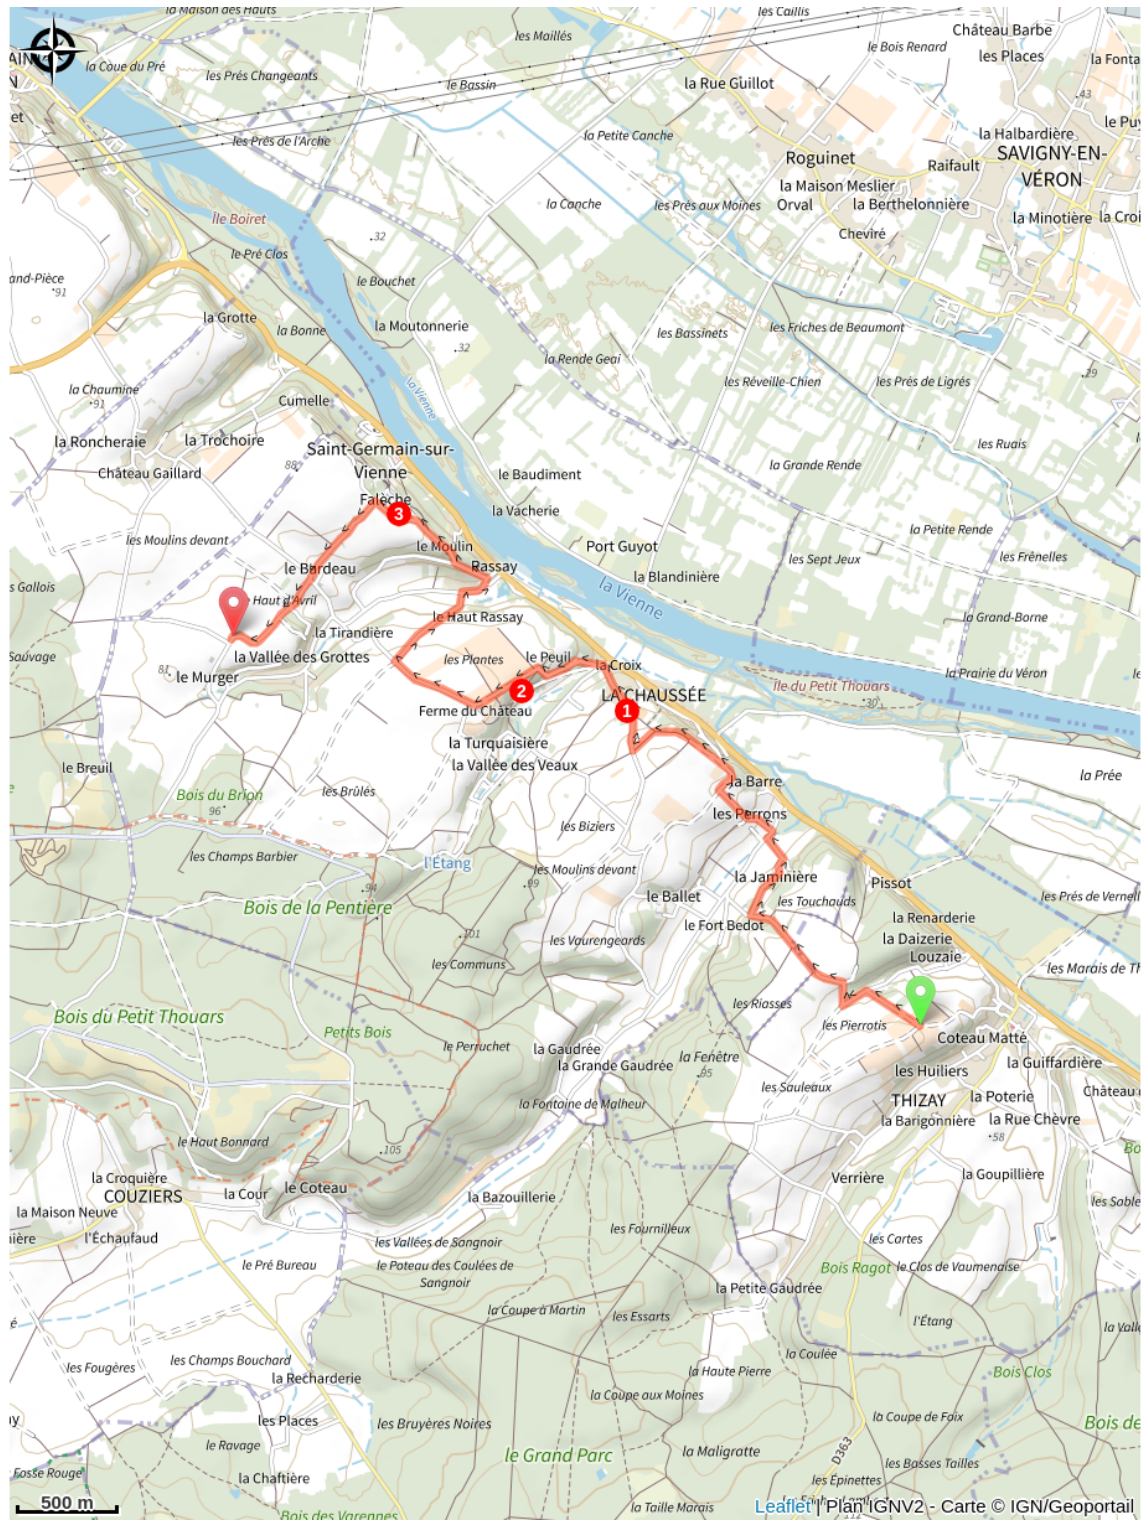 la Maison des Hauts
les Caillis
Château Barbe
les Maillés
le Bois Renard
les Places
la Coue du Pré
les Prés Changeants
le Bassin
la Rue Guillot
43
la Petite Canche
la Halbardière
les Prés de l'Arche
Roguinet
Raifault
SAVIGNY-EN-
VÉRON
la Maison Meslier
Orval
la Berthelonnière
la Canche
les Prés aux Moines
la Minotière
Île Boiret
Cheviré
32
le Pré Clos
le Bouchet
91
la Grotte
la Bonne
la Moutonnerie
les Bassinets
les Friches de Beaumont
32
la Rende Geai
29
la Chaumine
91
la Vienne
les Réveille-Chien
les Prés de Ligrés
Cumelle
la Roncheraie
la Trochoire
Saint-Germain-sur-
Vienne
les Ruais
88
Château Gaillard
le Baudiment
la Grande Rende
Falèche
3
la Vacherie
la Petite Rende
les Moulins devant
le Moulin
Port Guyot
les Sept Jeux
les Frênelles
le Bardeau
Rassay
la Blandinière
s Gallois
Haut d'Avril
la Vienne
le Haut Rassay
la Grand-Borne
la Tirandière
la Vallée des Grottes
les Plantes
le Peuil
la Croix
Sauvage
81
le Murger
la Prairie du Véron
2
LA CHAUSSÉE
Île du Petit Thouars
30
Ferme du Château
1
la Turquaisière
la Vallée des Veaux
le Breuil
la Barre
la Prée
Bois du Brion
les Brûlés
96
les Perrons
les Biziers
les Champs Barbier
l'Étang
les Moulins devant
la Jaminière
94
99
Pissot
le Ballet
les Touchauds
les Prés de Vernell
Bois de la Pentière
la Renarderie
le Fort Bedot
101
les Vaurengeards
la Daizerie
Louzaie
les Communs
les Marais de Th
les Riasses
Bois du Petit Thouars
les Pierrotis
Petits Bois
le Perruchet
la Gaudrée
la Fenêtre
Coteau Matté
la Grande Gaudrée
95
les Huiliers
la Guiffardière
les Sauleaux
la Fontaine de Malheur
THIZAY
la Poterie
la Barigonnière
la Rue Chèvre
58
le Haut Bonnard
105
la Croquière
la Cour
le Coteau
Verrière
la Goupillière
COUZIERS
la Bazouillerie
la Maison Neuve
les Fournilleux
l'Échaufaud
les Vallées de Sangnoir
les Cartes
le Pré Bureau
le Poteau des Coulées de
Sangnoir
Bois Ragot
le Clos de Vaumenaise
la Petite Gaudrée
la Coupe à Martin
les Essarts
l'Étang
la Coulée
les Fougères
les Champs Bouchard
la Haute Pierre
Bois Clos
la Recharderie
la Coupe aux Moines
les Places
les Bruyères Noires
la Coupe de Foix
le Ravage
le Grand Parc
la Maligratte
D363
les Basses Tailles
Fosse Rouge
la Chaftière
les Épinettes
500 m
Bois des Varennes
la Taille Marais
Leaflet | Plan IGNV2 - Carte © IGN/Geoportail
112